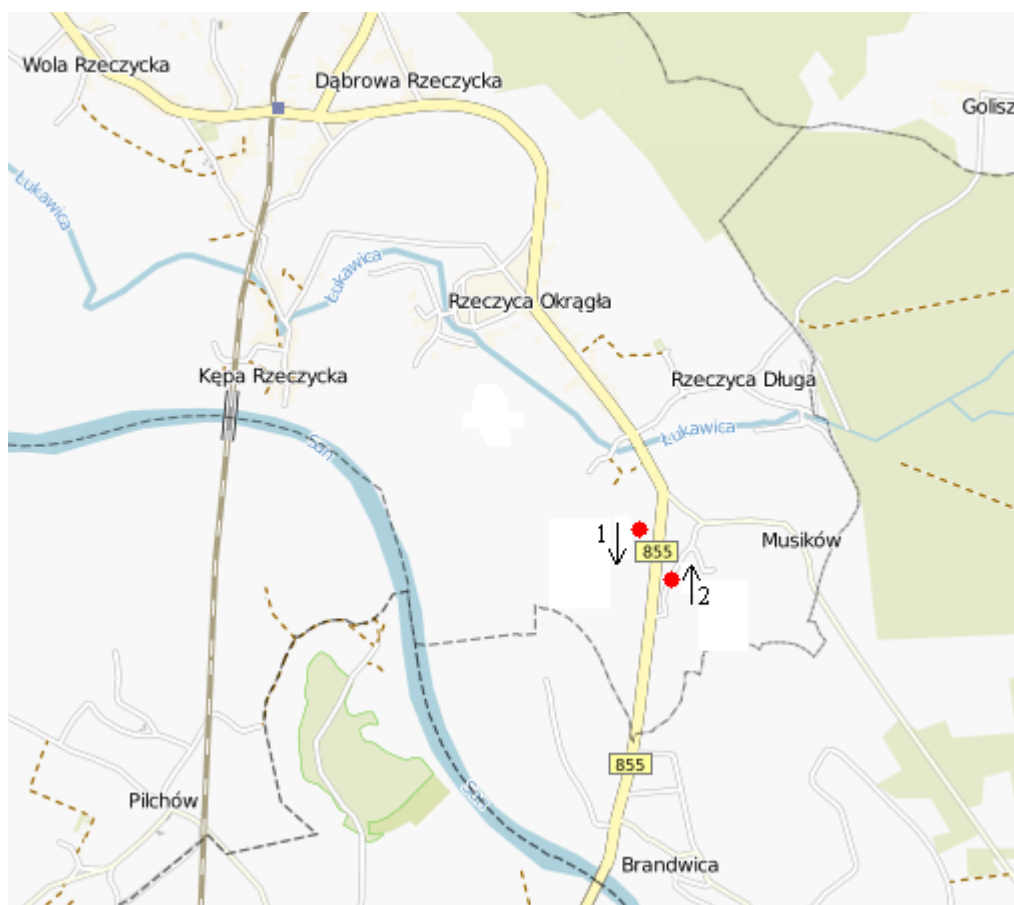 Wola Rzeczycka
Dąbrowa Rzeczycka
Golisz
Łukawica
Łukawica
Rzeczyca Okrągła
Kępa Rzeczycka
Rzeczyca Długa
Łukawica
San
1
855
Musików
2
855
Pilchów
San
Brandwica